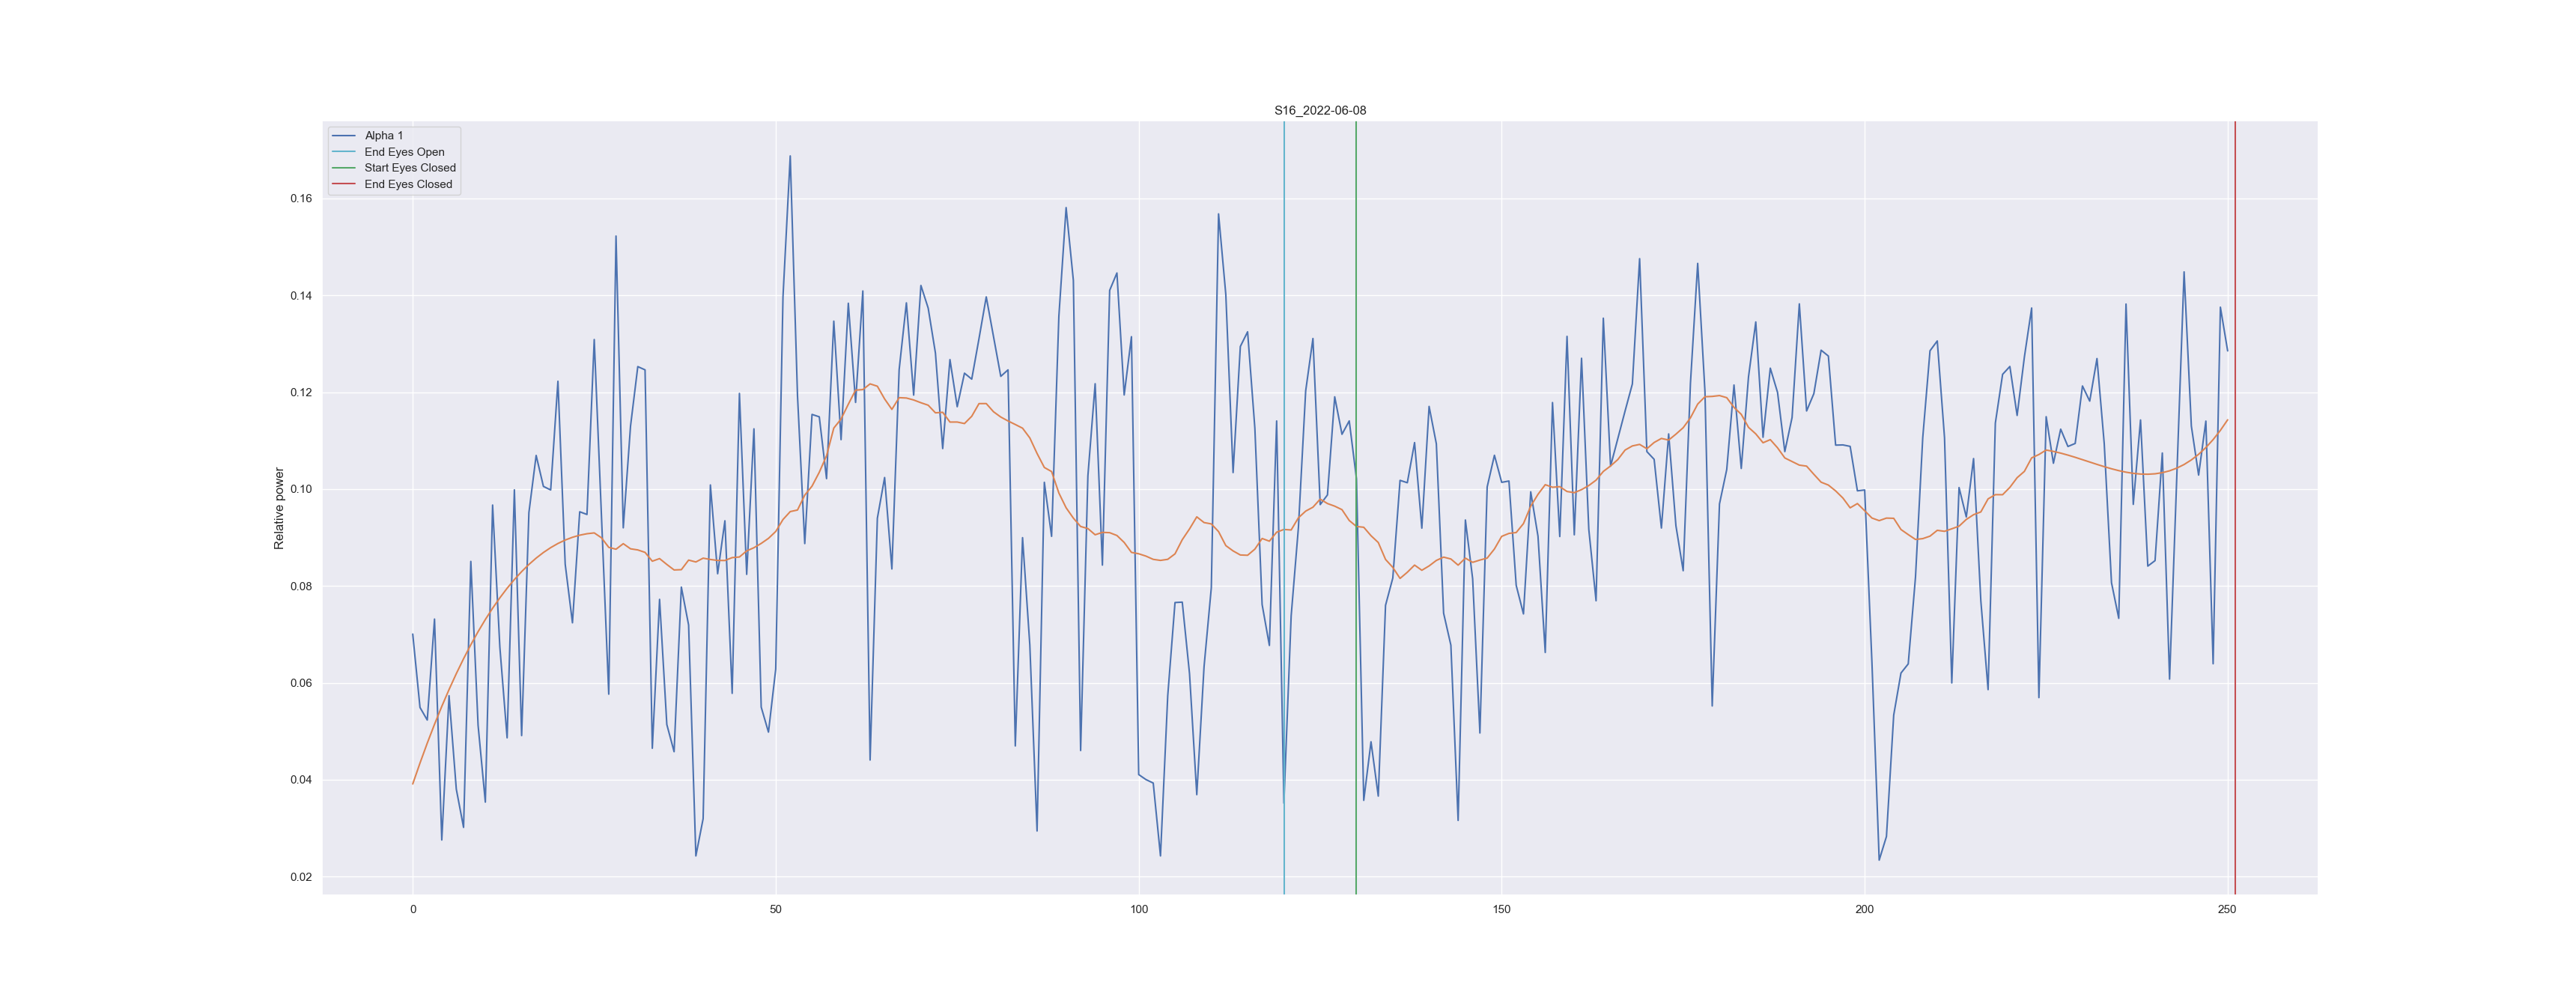 S16_2022-06-08
Alpha 1
End Eyes Open
Start Eyes Closed
End Eyes Closed
Relative power
0.16
0.14
0.12
0.10
0.08
0.06
0.04
0.02
0
50
100
150
200
250